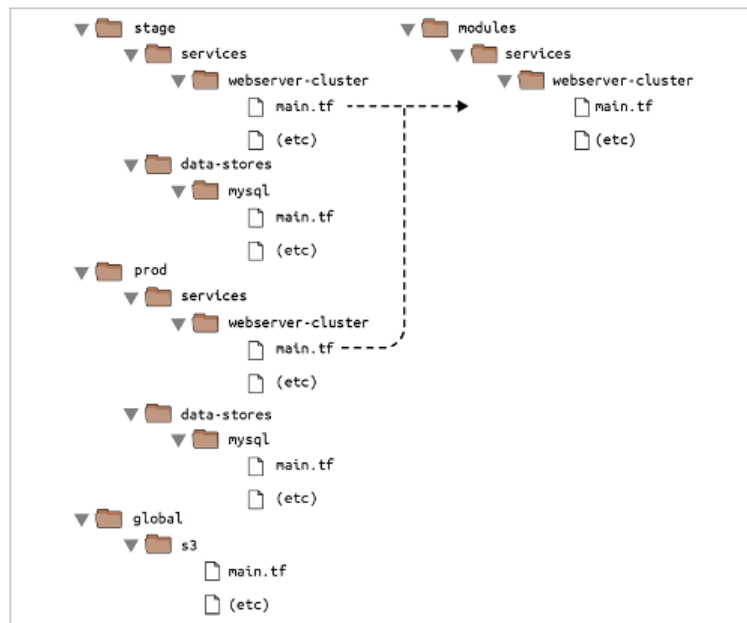 stage
services
webserver-cluster
main.tf
(etc)
data-stores
mysql
main.tf
(etc)
prod
services
webserver-cluster
main.tf
(etc)
data-stores
mysql
main.tf
(etc)
global
s3
main.tf
(etc)
modules
services
webserver-cluster
main.tf
(etc)